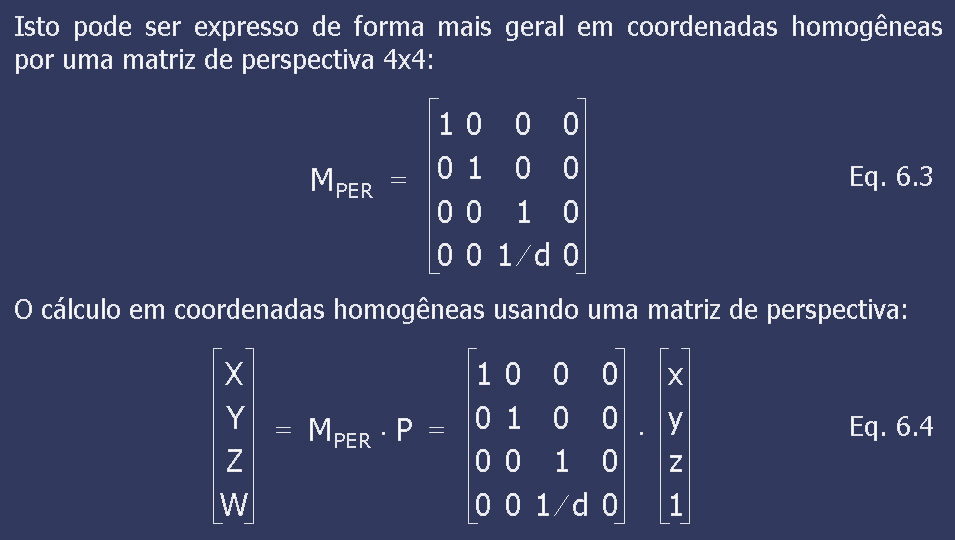 Isto pode ser expresso de forma mais geral em coordenadas homogêneas
por uma matriz de perspectiva 4x4:
1 0 0 0
0 1 0 0
M_PER = 0 0 1 0 Eq. 6.3
0 0 1/d 0
O cálculo em coordenadas homogêneas usando uma matriz de perspectiva:
X 1 0 0 0 x
Y 0 1 0 0 y
= M_PER · P = · Eq. 6.4
Z 0 0 1 0 z
W 0 0 1/d 0 1